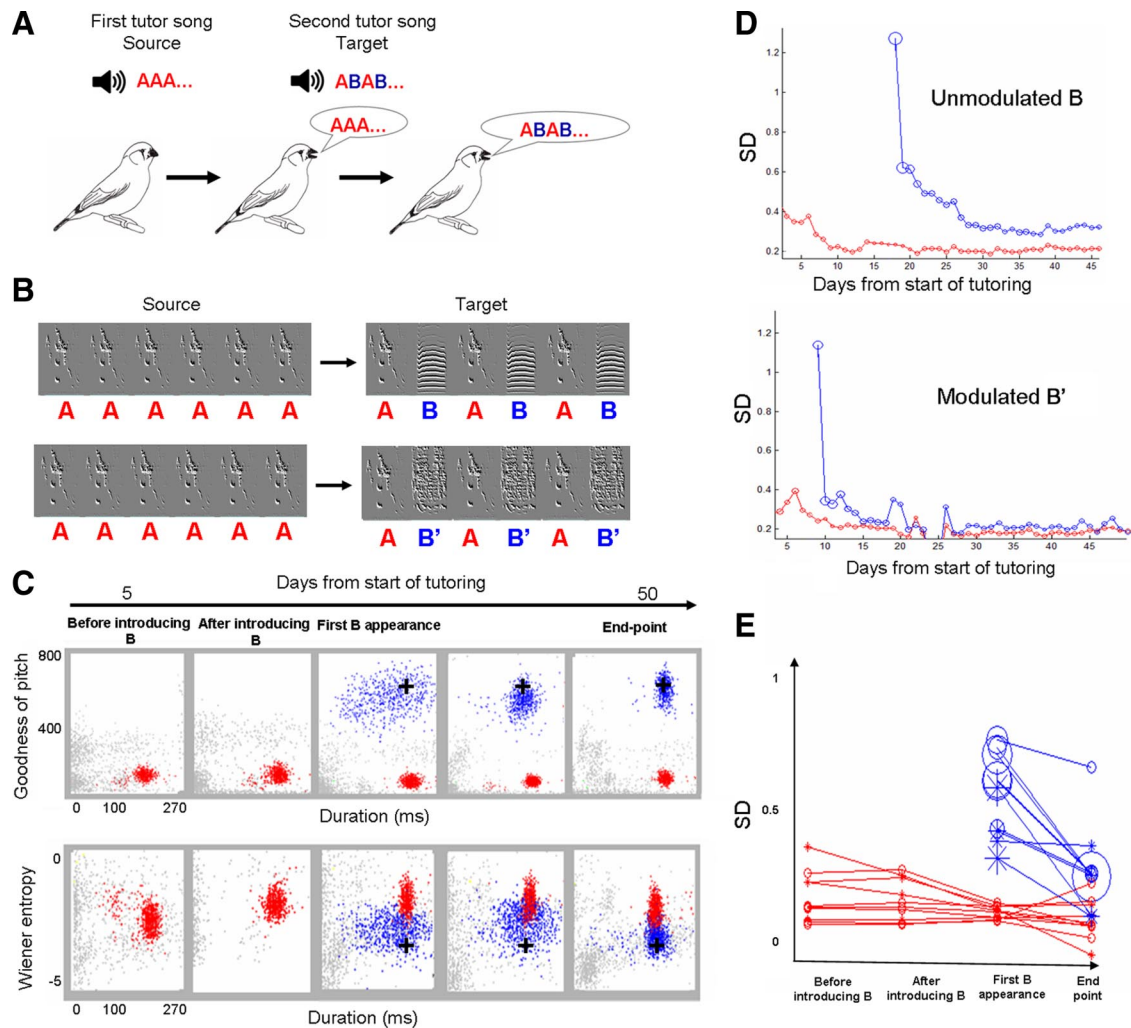 A
First tutor song
Source
AAA...
Second tutor song
Target
ABAB...
AAA...
ABAB...
B
Source
Target
A A A A A A
A B A B A B
A A A A A A
A B' A B' A B'
C
Days from start of tutoring
5
50
Before introducing
B
After introducing
B
First B appearance
End-point
Goodness of pitch
800
400
0 100 270
Duration (ms)
Wiener entropy
0
-5
0 100 270
Duration (ms)
D
SD
1.2
1
0.8
0.6
0.4
0.2
Unmodulated B
5 10 15 20 25 30 35 40 45
Days from start of tutoring
SD
1.2
1
0.8
0.6
0.4
0.2
Modulated B'
5 10 15 20 25 30 35 40 45
Days from start of tutoring
E
SD
1
0.5
0
Before
introducing B
After
introducing B
First B
appearance
End
point